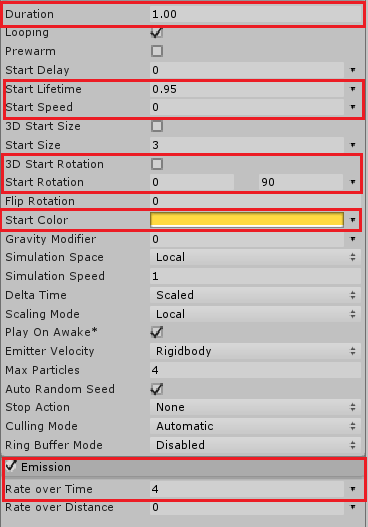 Duration 1.00
Looping
Prewarm
Start Delay 0
Start Lifetime 0.95
Start Speed 0
3D Start Size
Start Size 3
3D Start Rotation
Start Rotation 0 90
Flip Rotation 0
Start Color
Gravity Modifier 0
Simulation Space Local
Simulation Speed 1
Delta Time Scaled
Scaling Mode Local
Play On Awake*
Emitter Velocity Rigidbody
Max Particles 4
Auto Random Seed
Stop Action None
Culling Mode Automatic
Ring Buffer Mode Disabled
Emission
Rate over Time 4
Rate over Distance 0